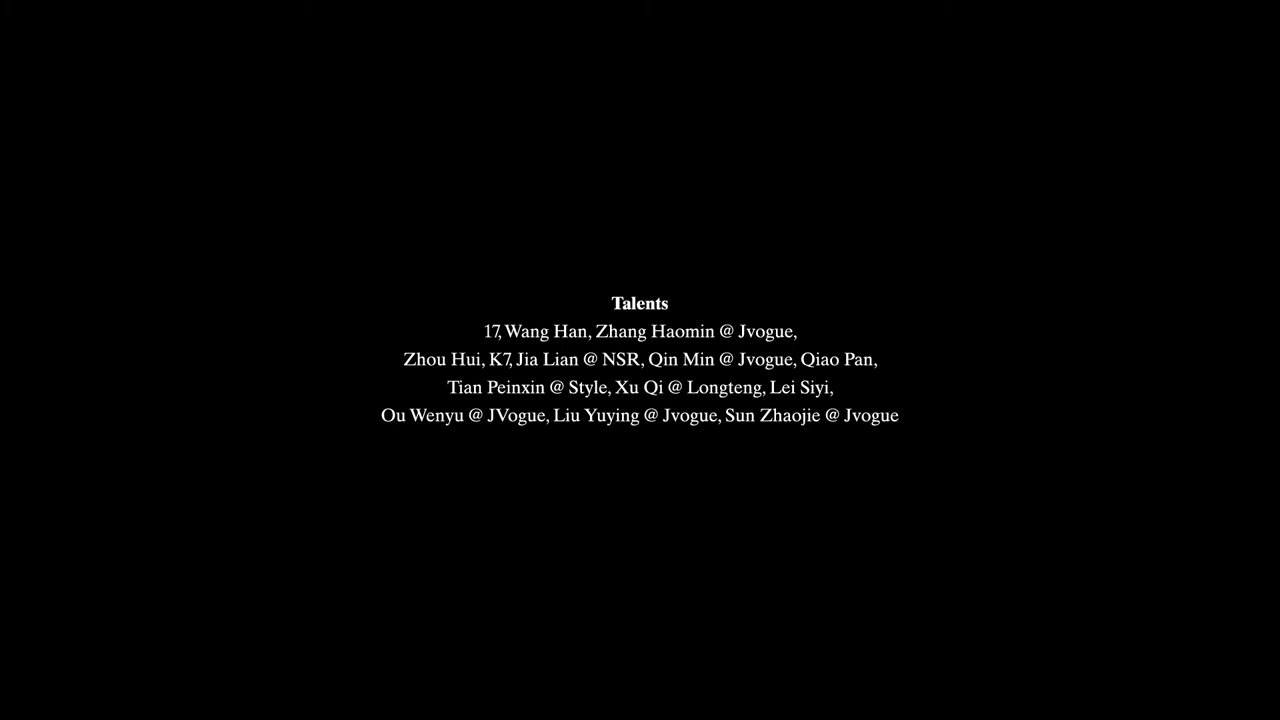 Talents
17, Wang Han, Zhang Haomin @ Jvogue,
Zhou Hui, K7, Jia Lian @ NSR, Qin Min @ Jvogue, Qiao Pan,
Tian Peinxin @ Style, Xu Qi @ Longteng, Lei Siyi,
Ou Wenyu @ JVogue, Liu Yuying @ Jvogue, Sun Zhaojie @ Jvogue